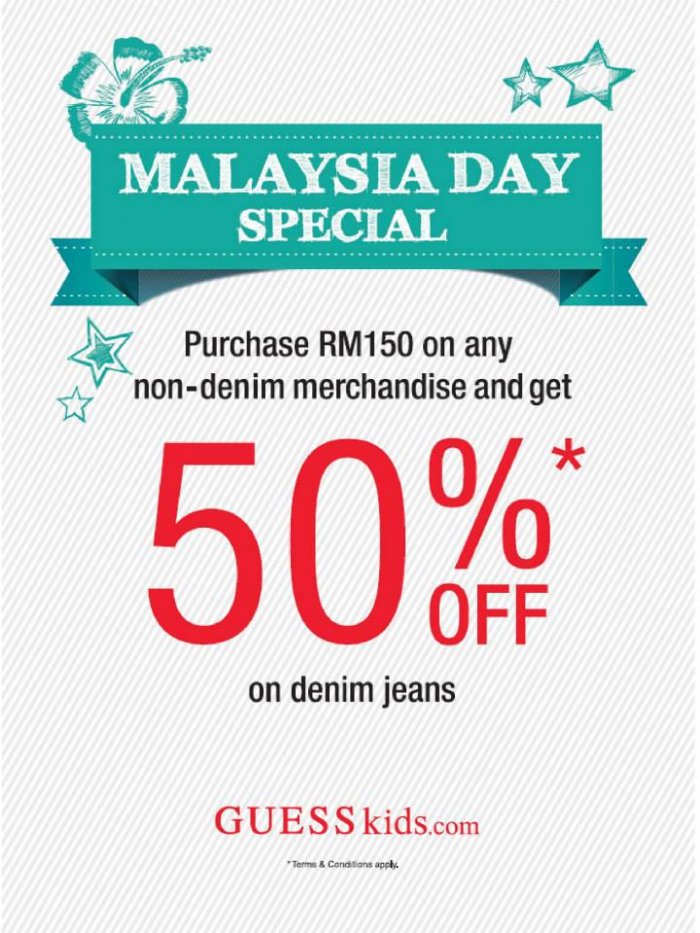 MALAYSIA DAY
SPECIAL
Purchase RM150 on any
non-denim merchandise and get
50%*
OFF
on denim jeans
GUESS kids.com
*Terms & Conditions apply.